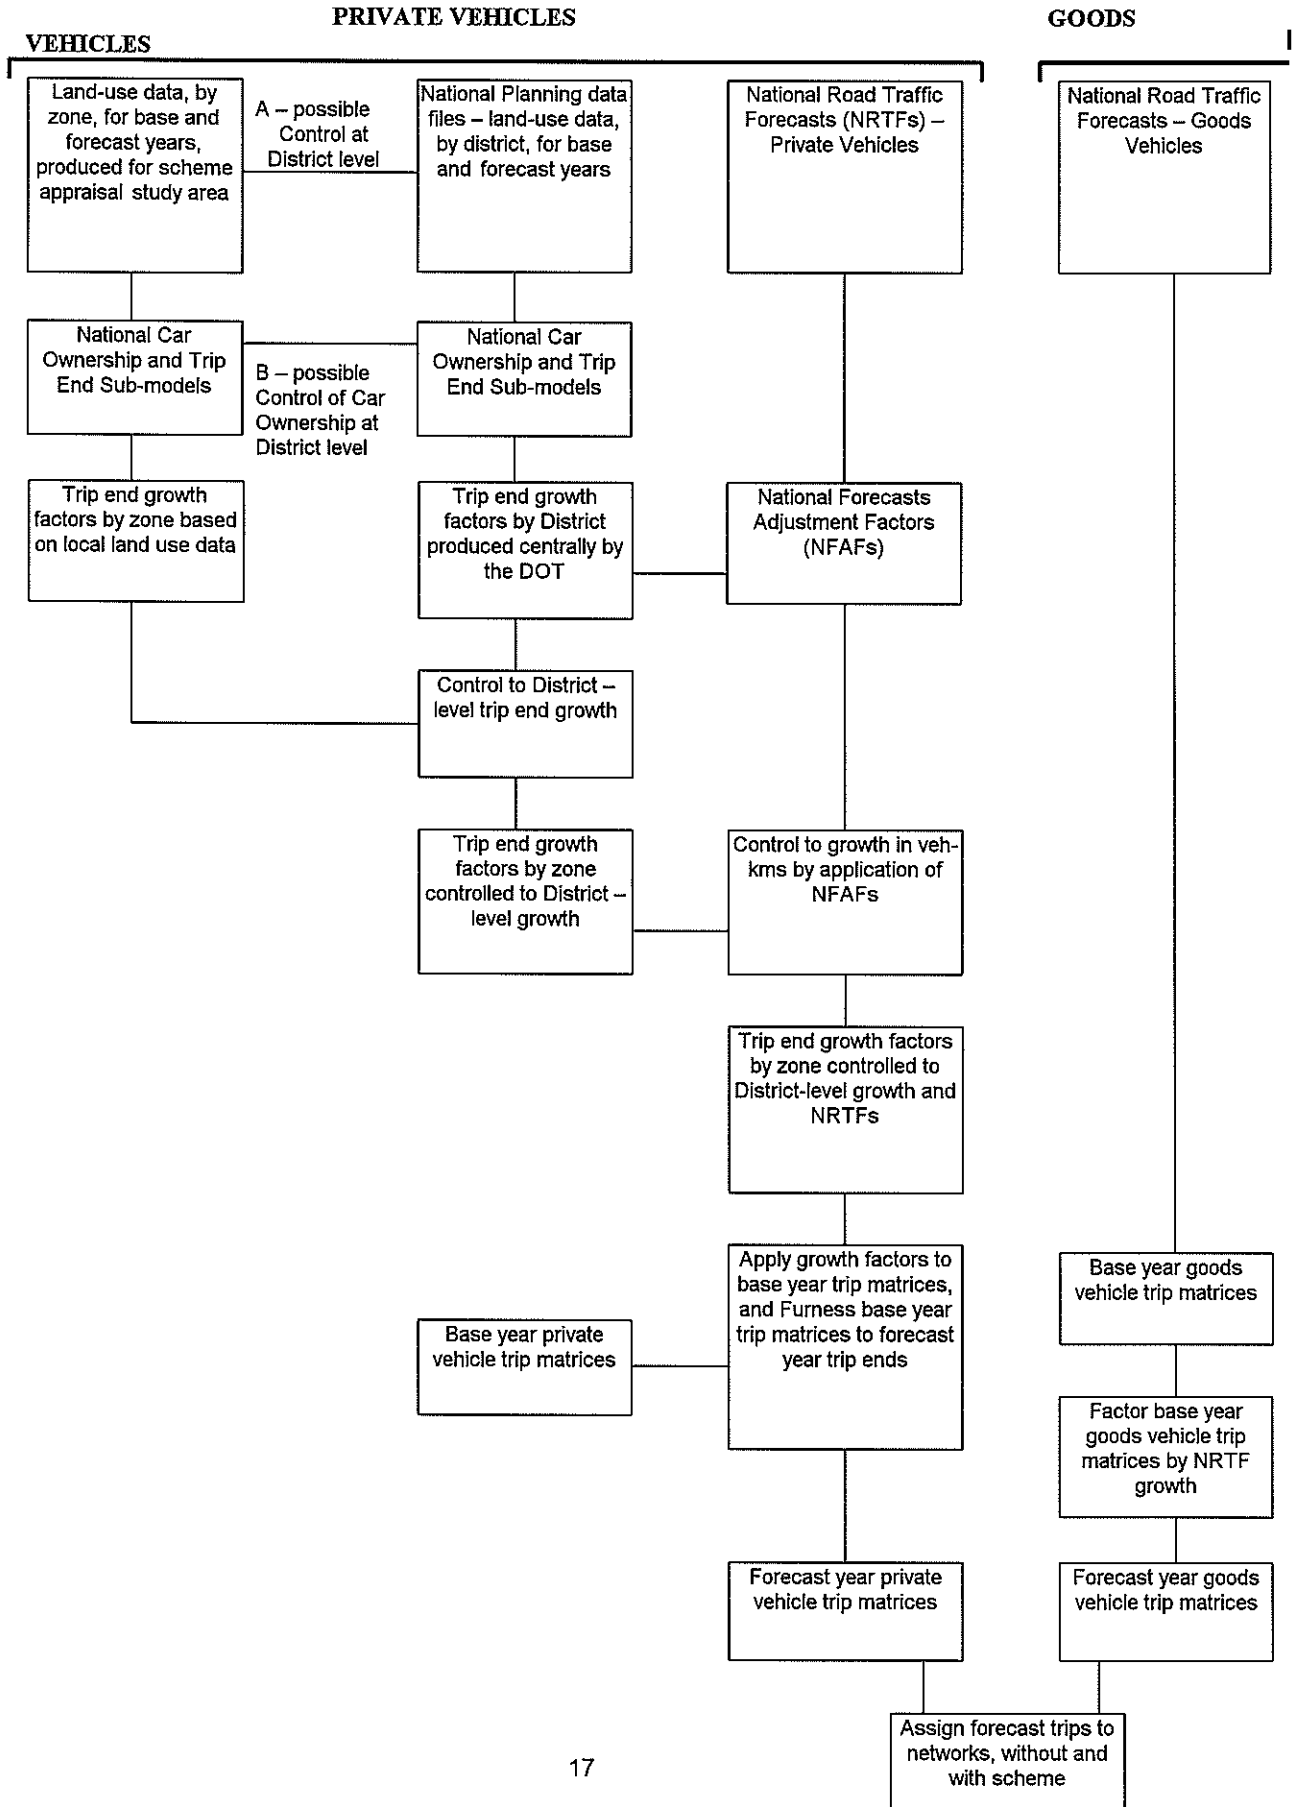 PRIVATE VEHICLES
GOODS
VEHICLES
Land-use data, by
zone, for base and
forecast years,
produced for scheme
appraisal study area
A – possible
Control at
District level
National Planning data
files – land-use data,
by district, for base
and forecast years
National Road Traffic
Forecasts (NRTFs) –
Private Vehicles
National Road Traffic
Forecasts – Goods
Vehicles
National Car
Ownership and Trip
End Sub-models
B – possible
Control of Car
Ownership at
District level
National Car
Ownership and Trip
End Sub-models
Trip end growth
factors by zone based
on local land use data
Trip end growth
factors by District
produced centrally by
the DOT
National Forecasts
Adjustment Factors
(NFAFs)
Control to District –
level trip end growth
Trip end growth
factors by zone
controlled to District –
level growth
Control to growth in veh-
kms by application of
NFAFs
Trip end growth factors
by zone controlled to
District-level growth and
NRTFs
Apply growth factors to
base year trip matrices,
and Furness base year
trip matrices to forecast
year trip ends
Base year private
vehicle trip matrices
Base year goods
vehicle trip matrices
Factor base year
goods vehicle trip
matrices by NRTF
growth
Forecast year private
vehicle trip matrices
Forecast year goods
vehicle trip matrices
Assign forecast trips to
networks, without and
with scheme
17